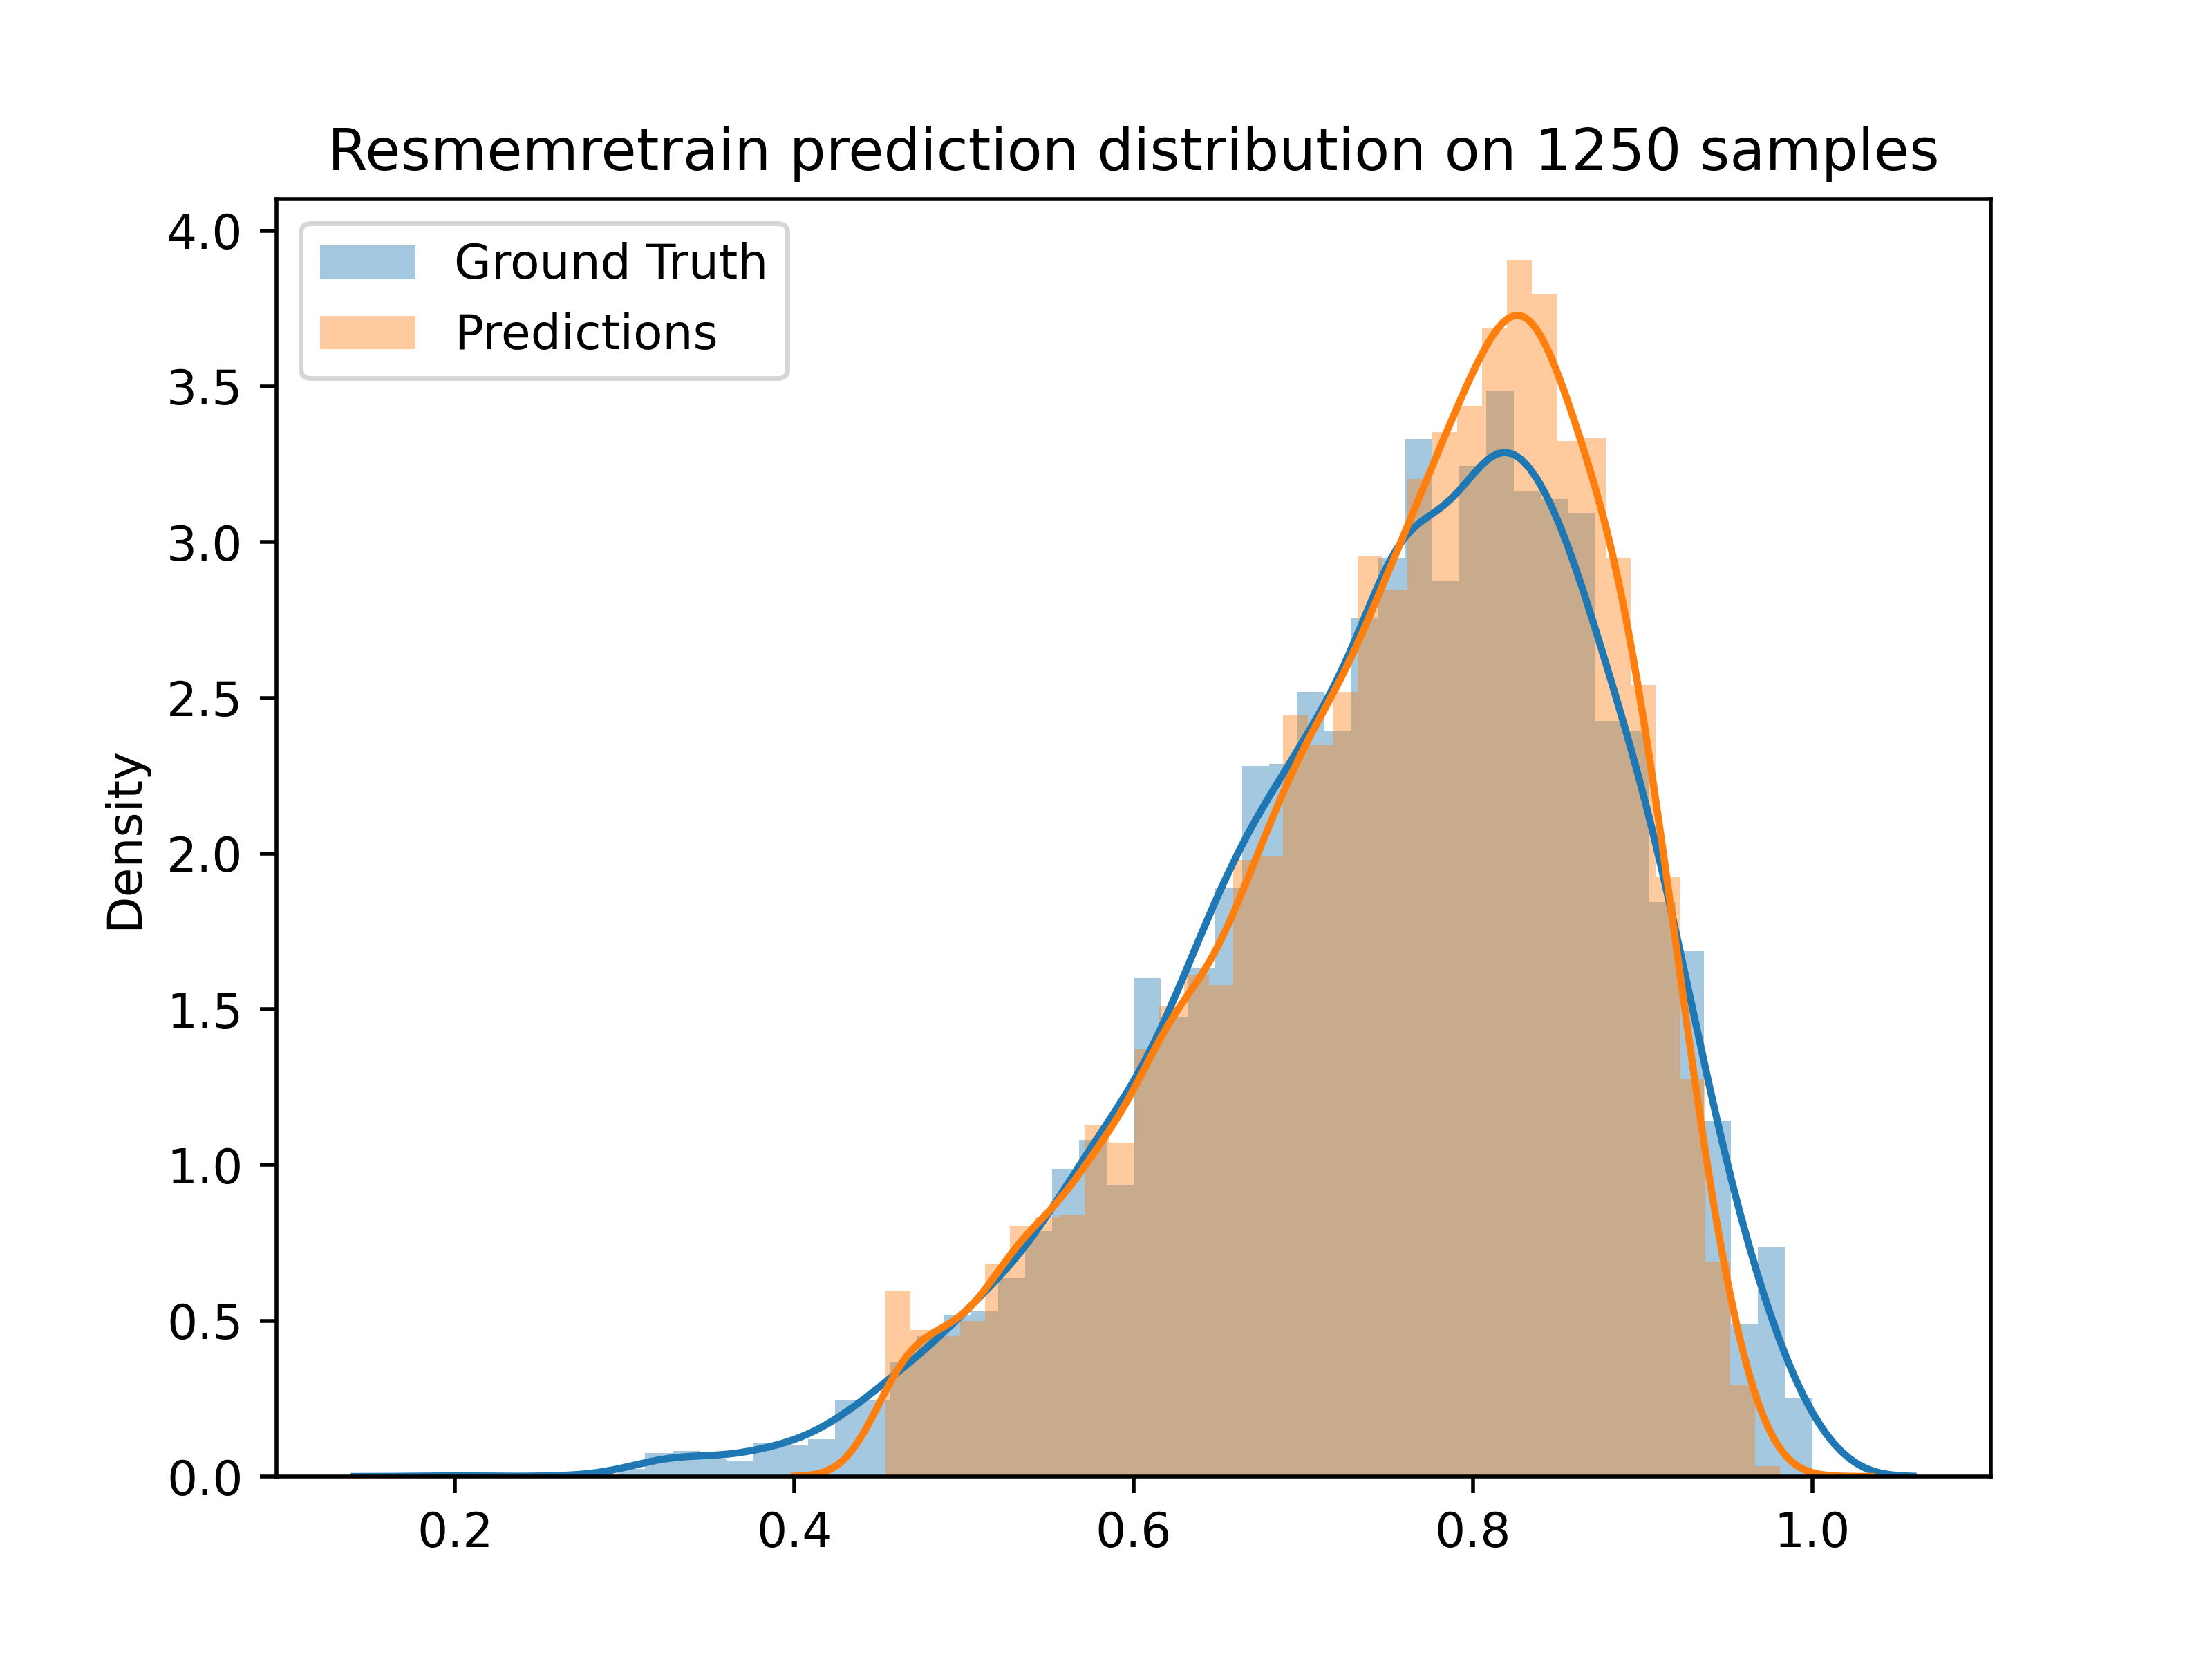 Resmemretrain prediction distribution on 1250 samples
Ground Truth
Predictions
4.0
3.5
3.0
2.5
2.0
1.5
1.0
0.5
0.0
Density
0.2 0.4 0.6 0.8 1.0